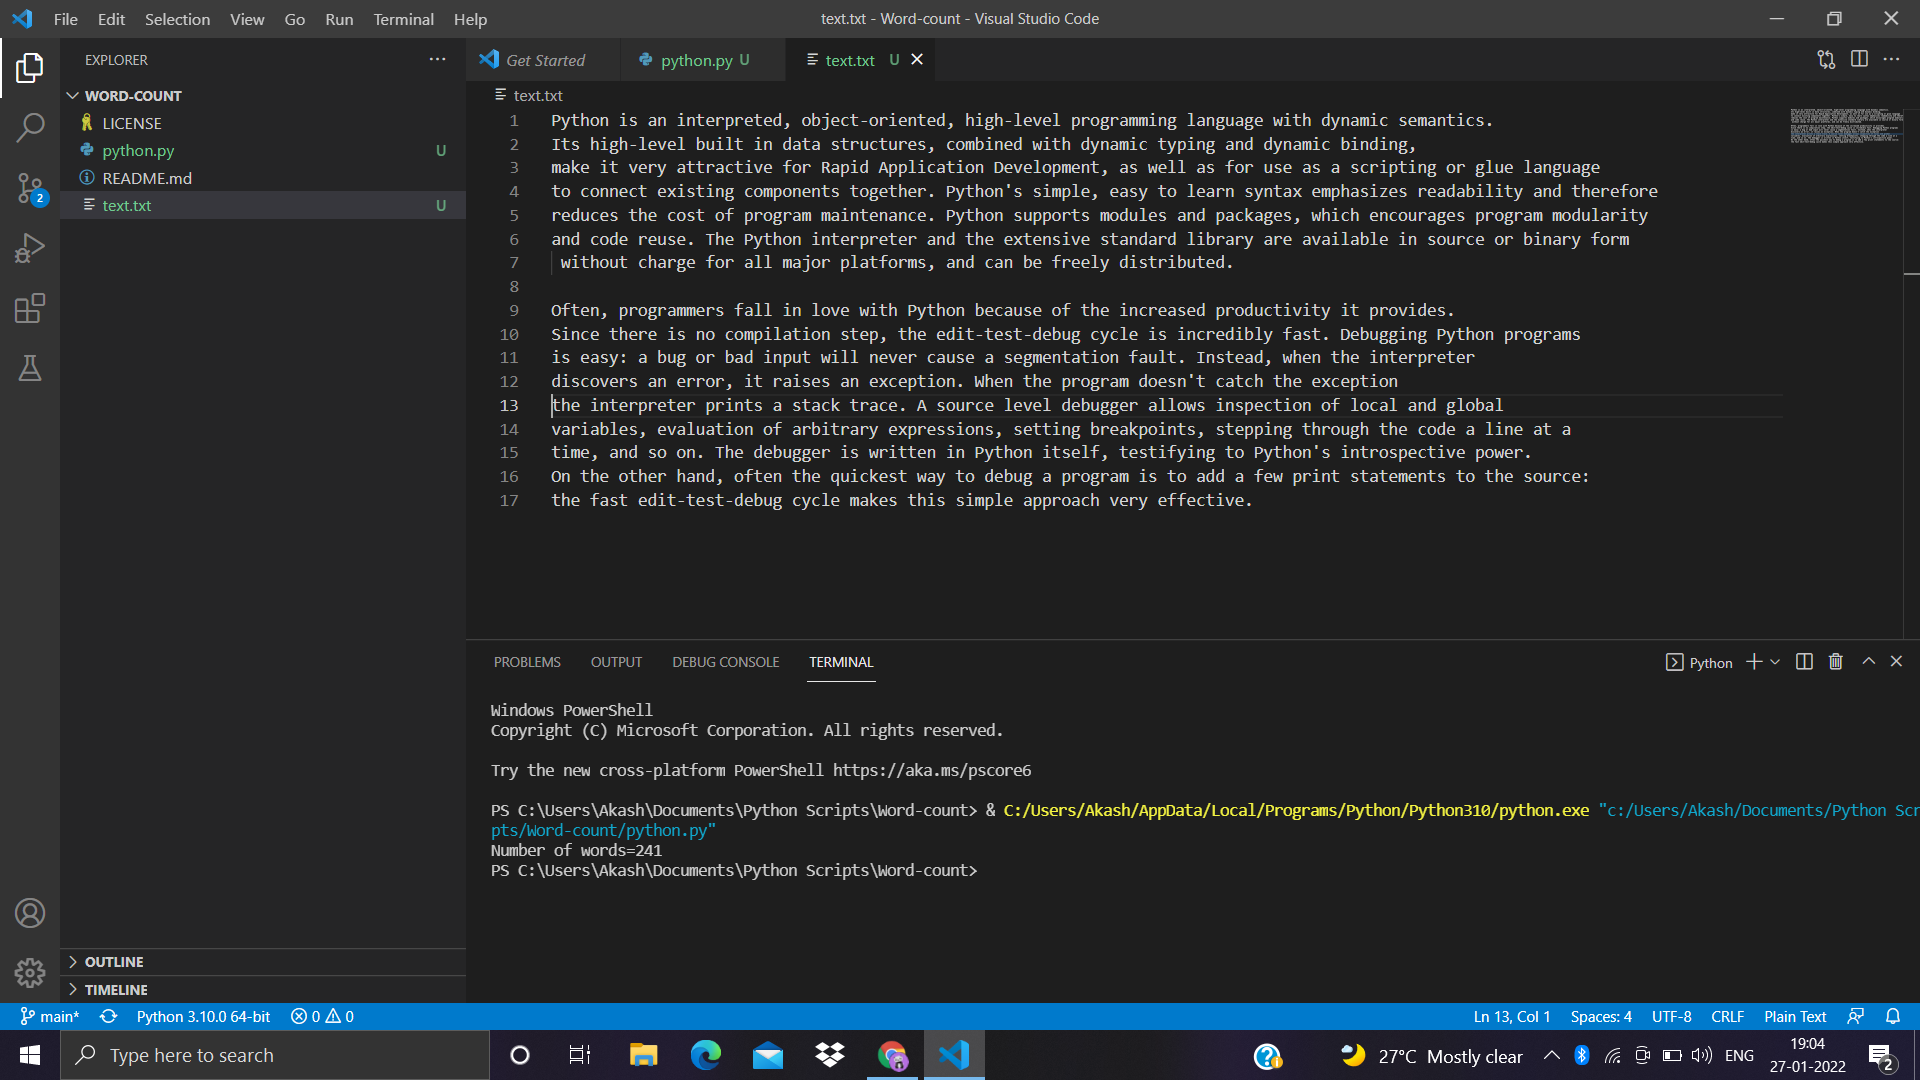 File Edit Selection View Go Run Terminal Help
text.txt - Word-count - Visual Studio Code
EXPLORER
WORD-COUNT
LICENSE
python.py U
README.md
text.txt U
2
OUTLINE
TIMELINE
Get Started
python.py U
text.txt U
text.txt
1 Python is an interpreted, object-oriented, high-level programming language with dynamic semantics.
2 Its high-level built in data structures, combined with dynamic typing and dynamic binding,
3 make it very attractive for Rapid Application Development, as well as for use as a scripting or glue language
4 to connect existing components together. Python's simple, easy to learn syntax emphasizes readability and therefore
5 reduces the cost of program maintenance. Python supports modules and packages, which encourages program modularity
6 and code reuse. The Python interpreter and the extensive standard library are available in source or binary form
7 without charge for all major platforms, and can be freely distributed.
8
9 Often, programmers fall in love with Python because of the increased productivity it provides.
10 Since there is no compilation step, the edit-test-debug cycle is incredibly fast. Debugging Python programs
11 is easy: a bug or bad input will never cause a segmentation fault. Instead, when the interpreter
12 discovers an error, it raises an exception. When the program doesn't catch the exception
13 the interpreter prints a stack trace. A source level debugger allows inspection of local and global
14 variables, evaluation of arbitrary expressions, setting breakpoints, stepping through the code a line at a
15 time, and so on. The debugger is written in Python itself, testifying to Python's introspective power.
16 On the other hand, often the quickest way to debug a program is to add a few print statements to the source:
17 the fast edit-test-debug cycle makes this simple approach very effective.
PROBLEMS OUTPUT DEBUG CONSOLE TERMINAL
Python
Windows PowerShell
Copyright (C) Microsoft Corporation. All rights reserved.
Try the new cross-platform PowerShell https://aka.ms/pscore6
PS C:\Users\Akash\Documents\Python Scripts\Word-count> & C:/Users/Akash/AppData/Local/Programs/Python/Python310/python.exe "c:/Users/Akash/Documents/Python Scr
pts/Word-count/python.py"
Number of words=241
PS C:\Users\Akash\Documents\Python Scripts\Word-count>
main* Python 3.10.0 64-bit 0 0
Ln 13, Col 1 Spaces: 4 UTF-8 CRLF Plain Text
Type here to search
27°C Mostly clear ENG
19:04
27-01-2022
2